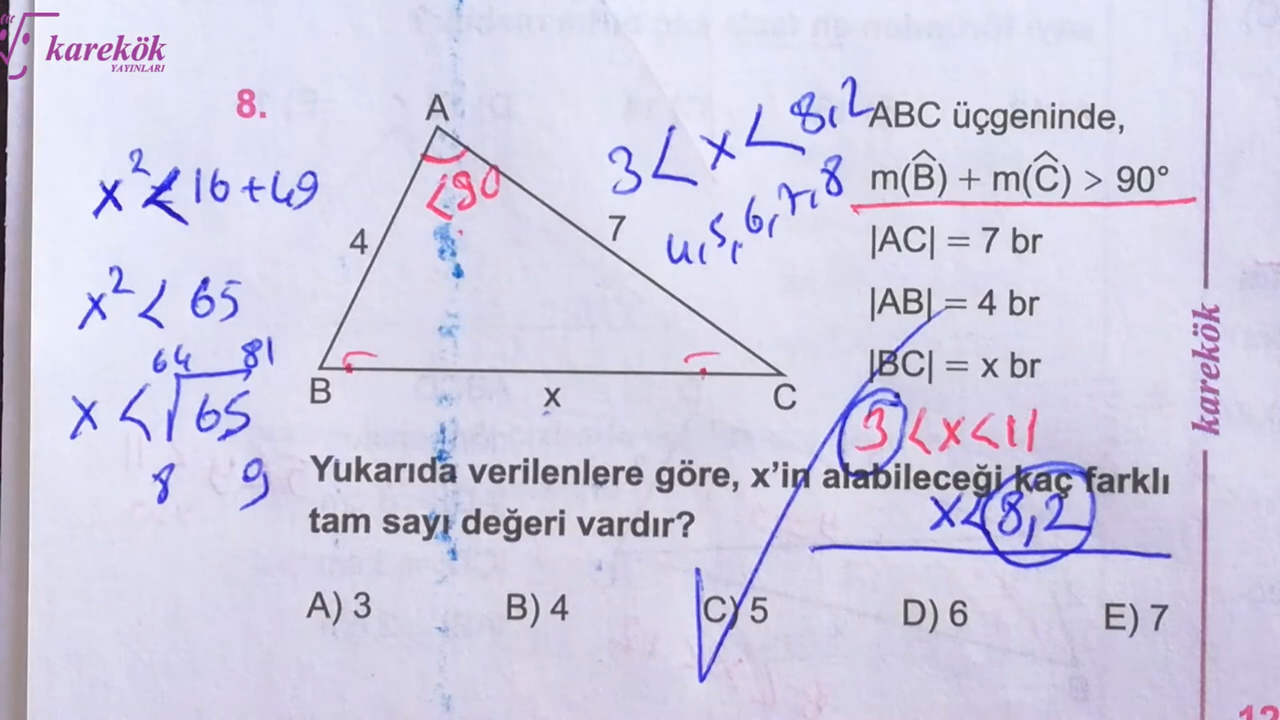 karekök
YAYINLARI
8.
A
B
C
4
7
x
<90
x² < 16+49
x² < 65
64 81
x < √65
8 9
3 < x < 8,2
4, 5, 6, 7, 8
ABC üçgeninde,
m(B̂) + m(Ĉ) > 90°
|AC| = 7 br
|AB| = 4 br
|BC| = x br
3 < x < 11
x < 8,2
Yukarıda verilenlere göre, x’in alabileceği kaç farklı
tam sayı değeri vardır?
A) 3 B) 4 C) 5 D) 6 E) 7
karekök